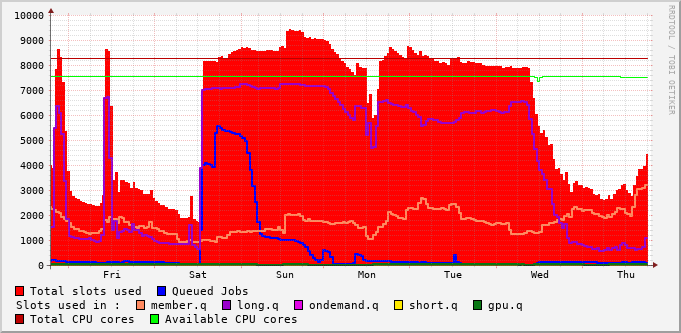 10000
9000
8000
7000
6000
5000
4000
3000
2000
1000
0
Fri Sat Sun Mon Tue Wed Thu
RRDTOOL / TOBI OETIKER
Total slots used Queued Jobs
Slots used in : member.q long.q ondemand.q short.q gpu.q
Total CPU cores Available CPU cores